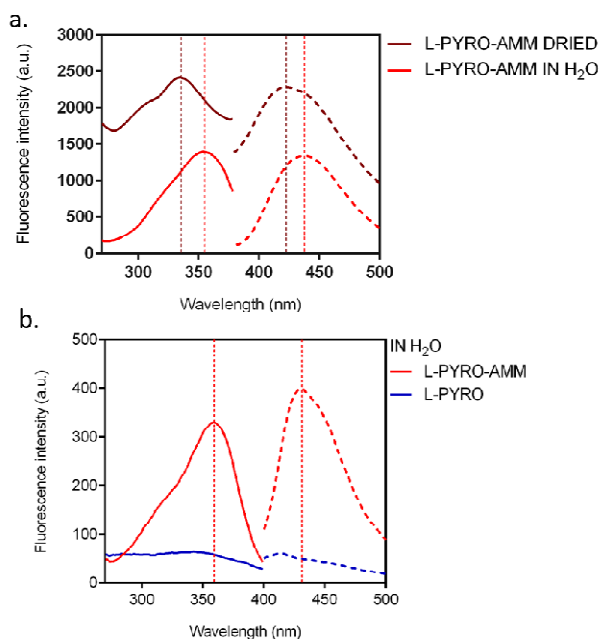 a.
Fluorescence intensity (a.u.)
3000
2500
2000
1500
1000
500
0
300 350 400 450 500
Wavelength (nm)
L-PYRO-AMM DRIED
L-PYRO-AMM IN H₂O
b.
Fluorescence intensity (a.u.)
500
400
300
200
100
0
300 350 400 450 500
Wavelength (nm)
IN H₂O
L-PYRO-AMM
L-PYRO